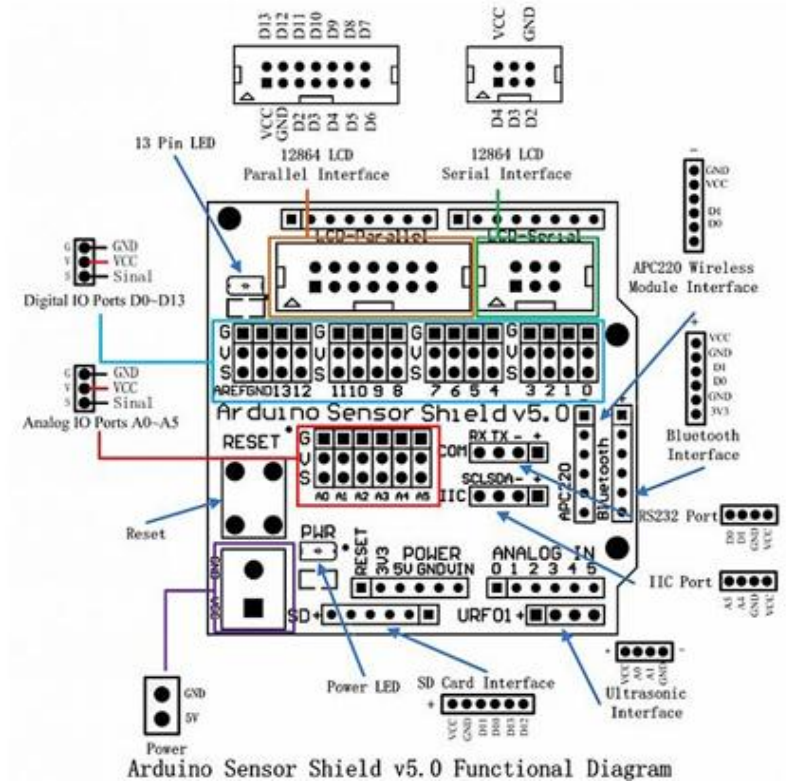 D13 D12 D11 D10 D9 D8 D7
VCC GND D2 D3 D4 D5 D6
VCC GND
D4 D3 D2
13 Pin LED
12864 LCD
Parallel Interface
12864 LCD
Serial Interface
-
GND
VCC
D1
D0
APC220 Wireless
Module Interface
LCD-Parallel
LCD-Serial
G GND
V VCC
S Sinal
Digital IO Ports D0~D13
G GND
V VCC
S Sinal
Analog IO Ports A0~A5
G G G G
V V V V
S S S S
AREF GND 13 12 11 10 9 8 7 6 5 4 3 2 1 0
Arduino Sensor Shield v5.0
- +
+
VCC
GND
D1
D0
GND
3V3
Bluetooth
Interface
RESET
G
V
S
A0 A1 A2 A3 A4 A5
COM RX TX - +
IIC SCL SDA - +
APC220
Bluetooth
Reset
RS232 Port
D0 D1 GND VCC
IIC Port
A5 A4 GND VCC
PWR
POWER
RESET 3V3 5V GND VIN
ANALOG IN
0 1 2 3 4 5
SD+
URF01+
GND
5V
Power
Power LED
SD Card Interface
+
VCC GND D11 D10 D13 D12
+ -
VCC A0 A1 GND
Ultrasonic
Interface
Arduino Sensor Shield v5.0 Functional Diagram